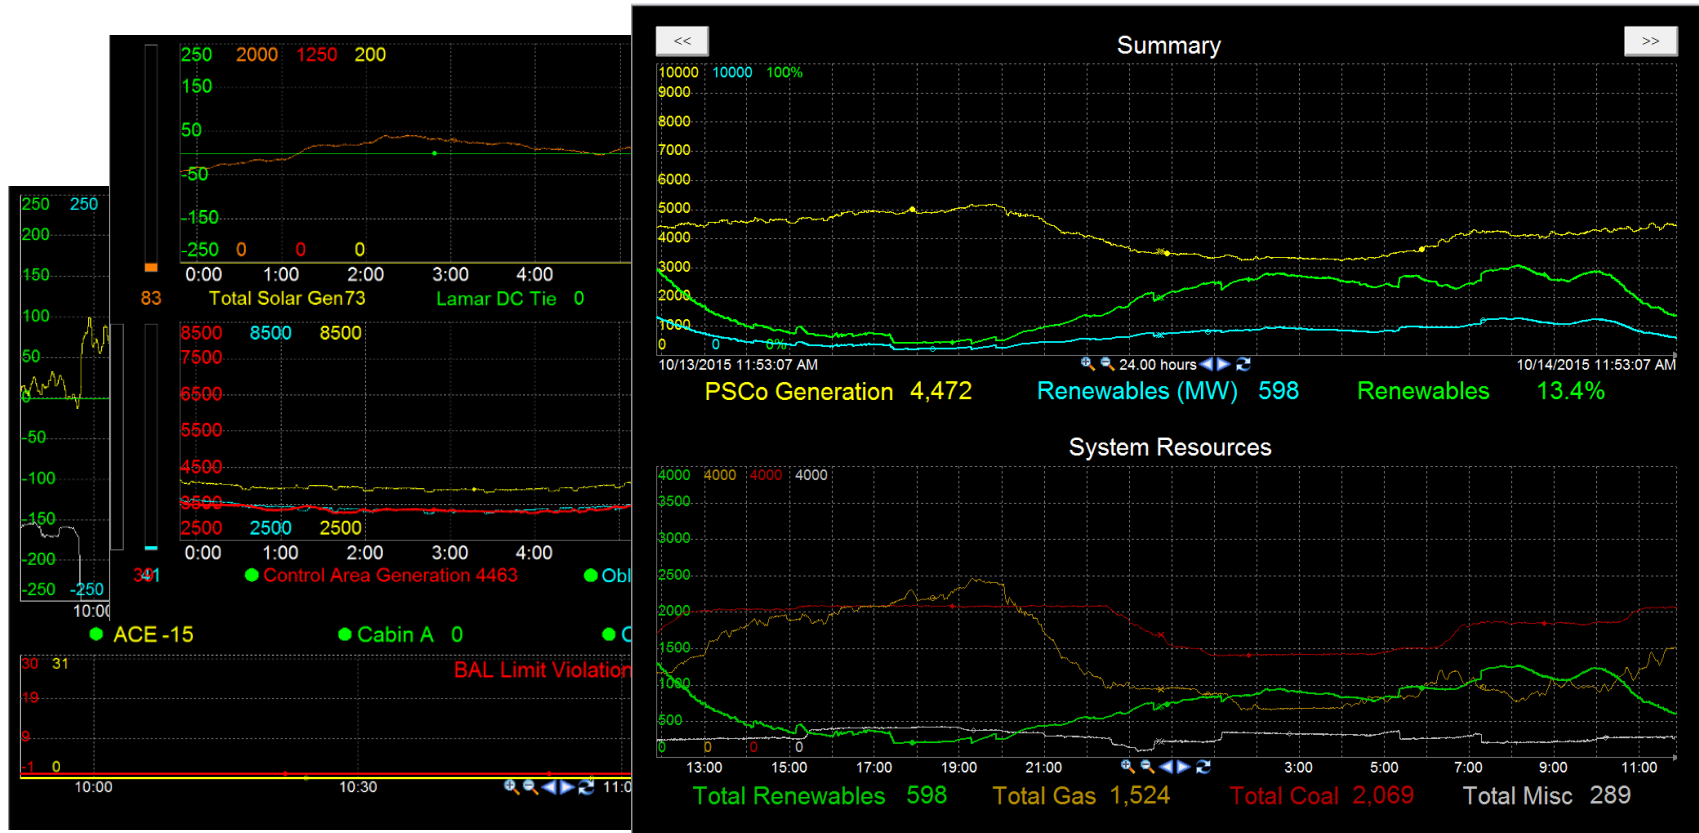 250 250
200
150
100
50
0
-50
-100
-150
-200
-250 -250
10:00
250 2000 1250 200
150
50
-50
-150
-250 0 0 0
0:00 1:00 2:00 3:00 4:00
83 Total Solar Gen 73 Lamar DC Tie 0
8500 8500 8500
7500
6500
5500
4500
3500
2500 2500 2500
0:00 1:00 2:00 3:00 4:00
41 Control Area Generation 4463 Obl
ACE -15 Cabin A 0 C
30 31 BAL Limit Violation
19
9
-1 0
10:00 10:30 11:0
<< Summary >>
10000 10000 100%
9000
8000
7000
6000
5000
4000
3000
2000
1000
0 0 0%
10/13/2015 11:53:07 AM 24.00 hours 10/14/2015 11:53:07 AM
PSCo Generation 4,472 Renewables (MW) 598 Renewables 13.4%
System Resources
4000 4000 4000 4000
3500
3000
2500
2000
1500
1000
500
0 0 0 0
13:00 15:00 17:00 19:00 21:00 3:00 5:00 7:00 9:00 11:00
Total Renewables 598 Total Gas 1,524 Total Coal 2,069 Total Misc 289